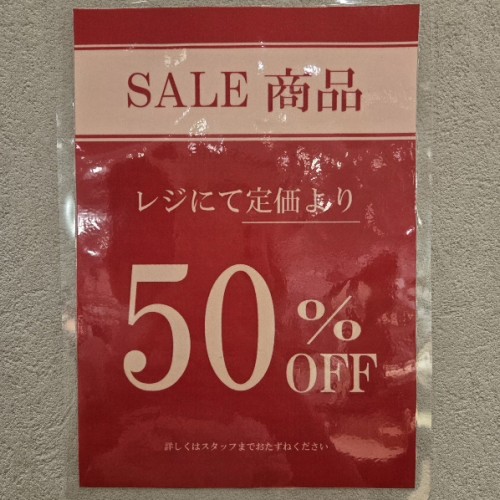 SALE 商品
レジにて定価より
50%
OFF
詳しくはスタッフまでおたずねください